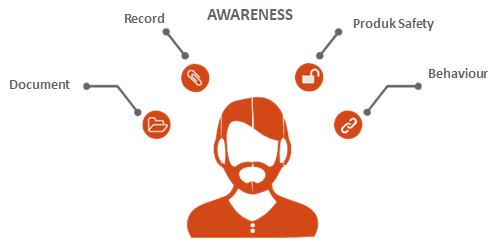 AWARENESS
Record
Produk Safety
Document
Behaviour